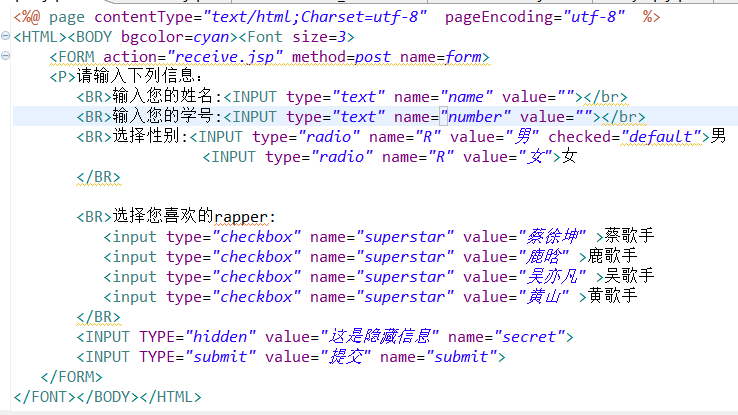 <%@ page contentType="text/html;Charset=utf-8"  pageEncoding="utf-8"  %>
<HTML><BODY bgcolor=cyan><Font size=3>
<FORM action="receive.jsp" method=post name=form>
<P>请输入下列信息:
<BR>输入您的姓名:<INPUT type="text" name="name" value=""></br>
<BR>输入您的学号:<INPUT type="text" name="number" value=""></br>
<BR>选择性别:<INPUT type="radio" name="R" value="男" checked="default">男
<INPUT type="radio" name="R" value="女">女
</BR>
<BR>选择您喜欢的rapper:
<input type="checkbox" name="superstar" value="蔡徐坤" >蔡歌手
<input type="checkbox" name="superstar" value="鹿晗" >鹿歌手
<input type="checkbox" name="superstar" value="吴亦凡" >吴歌手
<input type="checkbox" name="superstar" value="黄山" >黄歌手
</BR>
<INPUT TYPE="hidden" value="这是隐藏信息" name="secret">
<INPUT TYPE="submit" value="提交" name="submit">
</FORM>
</FONT></BODY></HTML>